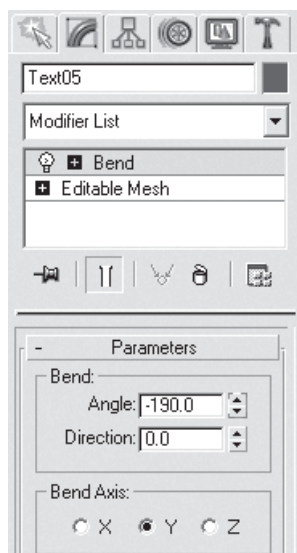 Text05
Modifier List
Bend
Editable Mesh
- Parameters
Bend:
Angle: -190.0
Direction: 0.0
Bend Axis:
X Y Z